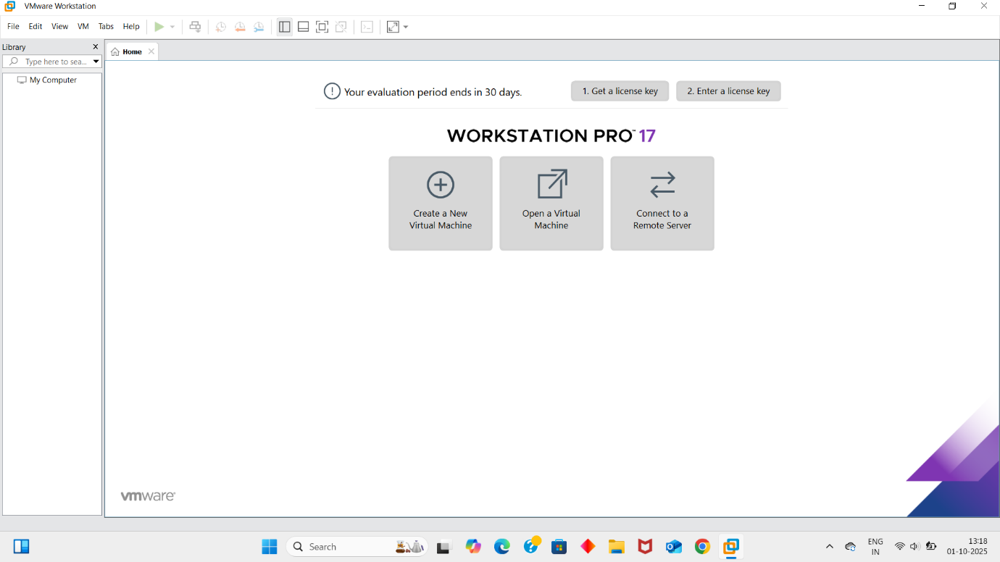 VMware Workstation
File Edit View VM Tabs Help
Library
Type here to sea...
My Computer
Home
Your evaluation period ends in 30 days.
1. Get a license key
2. Enter a license key
WORKSTATION PRO™ 17
Create a New
Virtual Machine
Open a Virtual
Machine
Connect to a
Remote Server
vmware®
Search
ENG
IN
13:18
01-10-2025